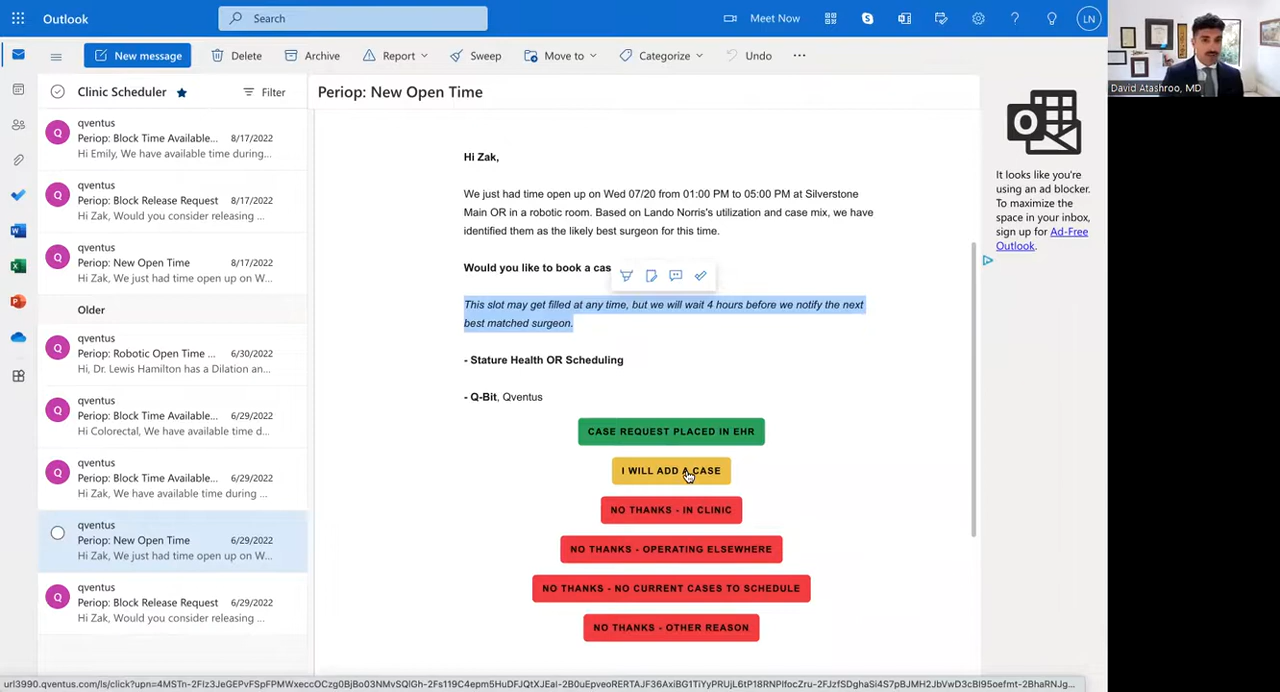 Outlook
Search
Meet Now
LN
New message
Delete
Archive
Report
Sweep
Move to
Categorize
Undo
David Atashroo, MD
Clinic Scheduler
Filter
Q
qventus
Periop: Block Time Available... 8/17/2022
Hi Emily, We have available time during...
Q
qventus
Periop: Block Release Request 8/17/2022
Hi Zak, Would you consider releasing ...
Q
qventus
Periop: New Open Time 8/17/2022
Hi Zak, We just had time open up on W...
Older
Q
qventus
Periop: Robotic Open Time ... 6/30/2022
Hi, Dr. Lewis Hamilton has a Dilation an...
Q
qventus
Periop: Block Time Available... 6/29/2022
Hi Colorectal, We have available time d...
Q
qventus
Periop: Block Time Available... 6/29/2022
Hi Zak, We have available time during ...
qventus
Periop: New Open Time 6/29/2022
Hi Zak, We just had time open up on W...
Q
qventus
Periop: Block Release Request 6/29/2022
Hi Zak, Would you consider releasing ...
Periop: New Open Time
Hi Zak,
We just had time open up on Wed 07/20 from 01:00 PM to 05:00 PM at Silverstone
Main OR in a robotic room. Based on Lando Norris's utilization and case mix, we have
identified them as the likely best surgeon for this time.
Would you like to book a cas
This slot may get filled at any time, but we will wait 4 hours before we notify the next
best matched surgeon.
- Stature Health OR Scheduling
- Q-Bit, Qventus
CASE REQUEST PLACED IN EHR
I WILL ADD A CASE
NO THANKS - IN CLINIC
NO THANKS - OPERATING ELSEWHERE
NO THANKS - NO CURRENT CASES TO SCHEDULE
NO THANKS - OTHER REASON
It looks like you're
using an ad blocker.
To maximize the
space in your inbox,
sign up for Ad-Free
Outlook.